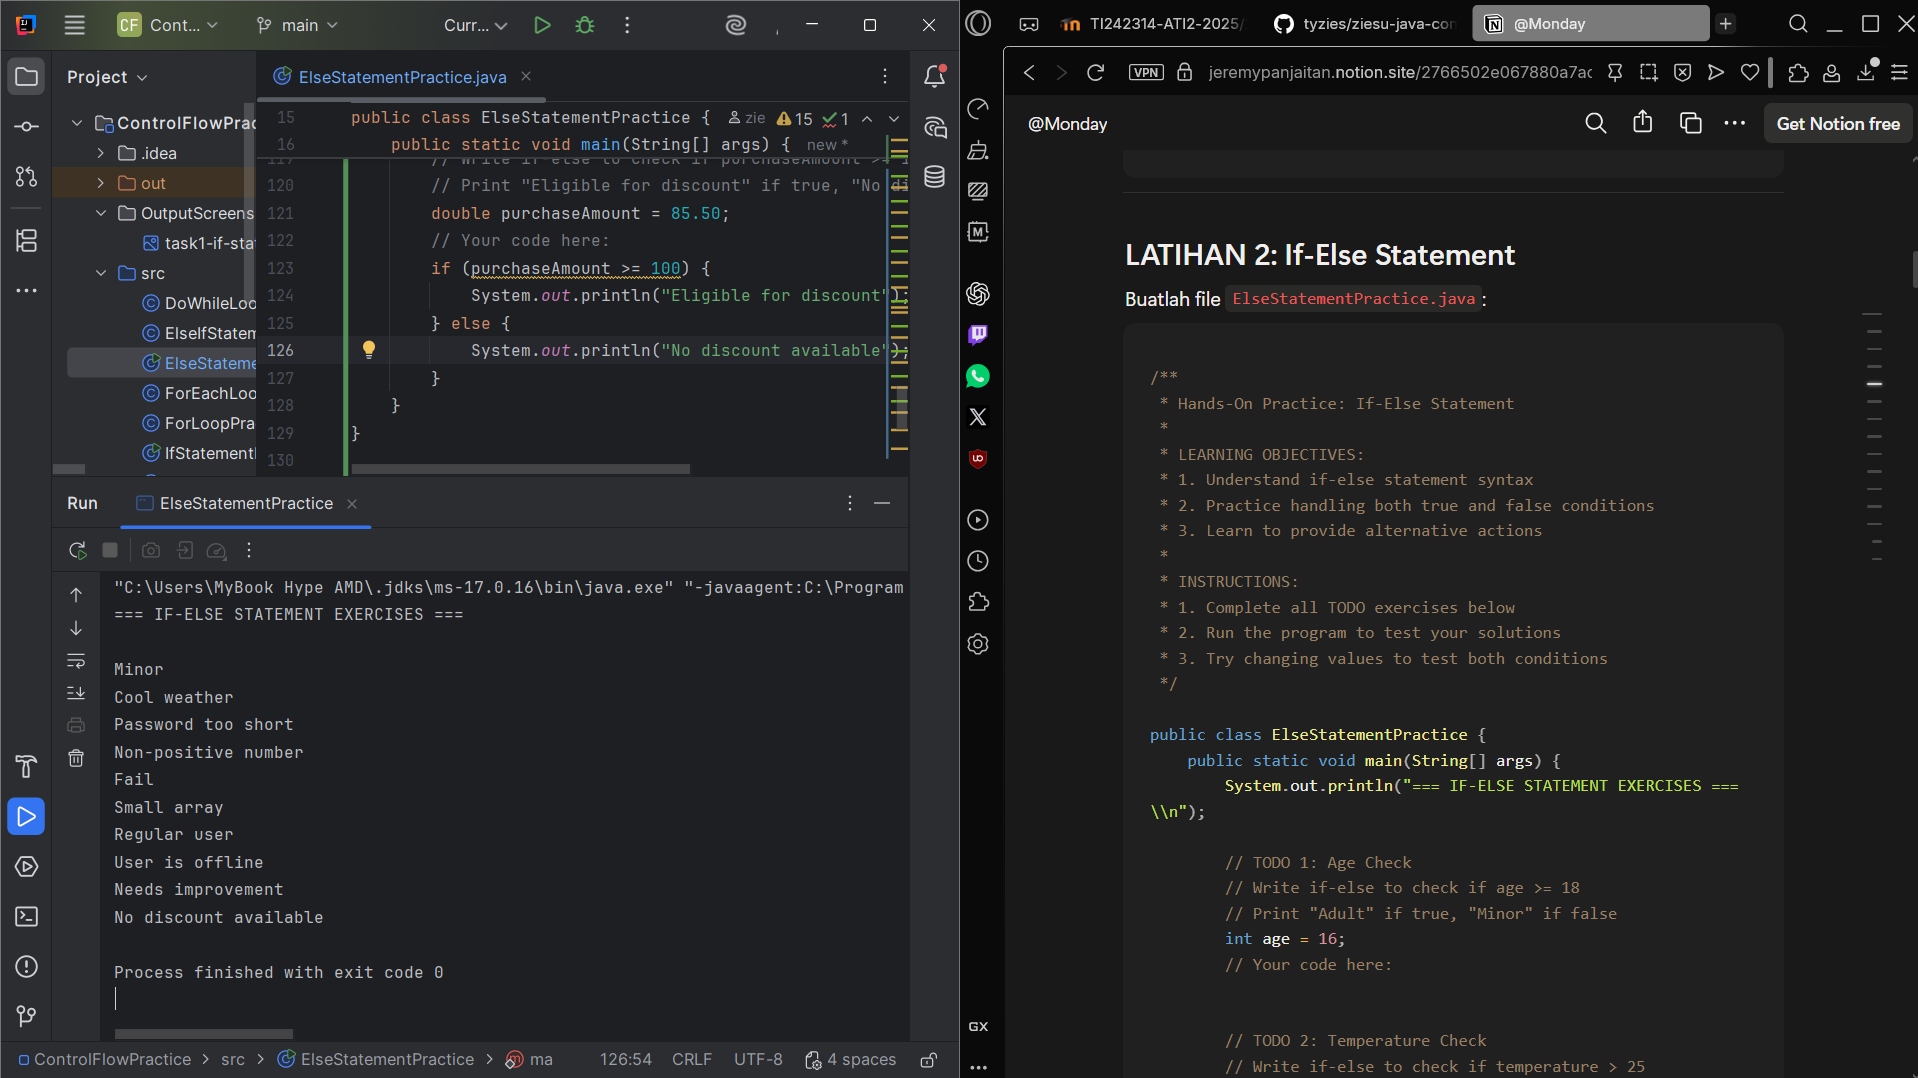 CF Cont...
main
Curr...
Project
ControlFlowPrac
.idea
out
OutputScreens
task1-if-sta
src
DoWhileLoo
ElseIfStatem
ElseStateme
ForEachLoo
ForLoopPra
IfStatement
ElseStatementPractice.java
15 public class ElseStatementPractice { zie 15 1
16 public static void main(String[] args) { new *
120 // Print "Eligible for discount" if true, "No di
121 double purchaseAmount = 85.50;
122 // Your code here:
123 if (purchaseAmount >= 100) {
124 System.out.println("Eligible for discount");
125 } else {
126 System.out.println("No discount available");
127 }
128 }
129 }
130
Run ElseStatementPractice
"C:\Users\MyBook Hype AMD\.jdks\ms-17.0.16\bin\java.exe" "-javaagent:C:\Program
=== IF-ELSE STATEMENT EXERCISES ===
Minor
Cool weather
Password too short
Non-positive number
Fail
Small array
Regular user
User is offline
Needs improvement
No discount available
Process finished with exit code 0
ControlFlowPractice > src > ElseStatementPractice > ma 126:54 CRLF UTF-8 4 spaces
TI242314-ATI2-2025/
tyzies/ziesu-java-con
@Monday
VPN jeremypanjaitan.notion.site/2766502e067880a7ac
@Monday
Get Notion free
GX
LATIHAN 2: If-Else Statement
Buatlah file ElseStatementPractice.java:
/**
* Hands-On Practice: If-Else Statement
*
* LEARNING OBJECTIVES:
* 1. Understand if-else statement syntax
* 2. Practice handling both true and false conditions
* 3. Learn to provide alternative actions
*
* INSTRUCTIONS:
* 1. Complete all TODO exercises below
* 2. Run the program to test your solutions
* 3. Try changing values to test both conditions
*/
public class ElseStatementPractice {
public static void main(String[] args) {
System.out.println("=== IF-ELSE STATEMENT EXERCISES ===
\\n");
// TODO 1: Age Check
// Write if-else to check if age >= 18
// Print "Adult" if true, "Minor" if false
int age = 16;
// Your code here:
// TODO 2: Temperature Check
// Write if-else to check if temperature > 25